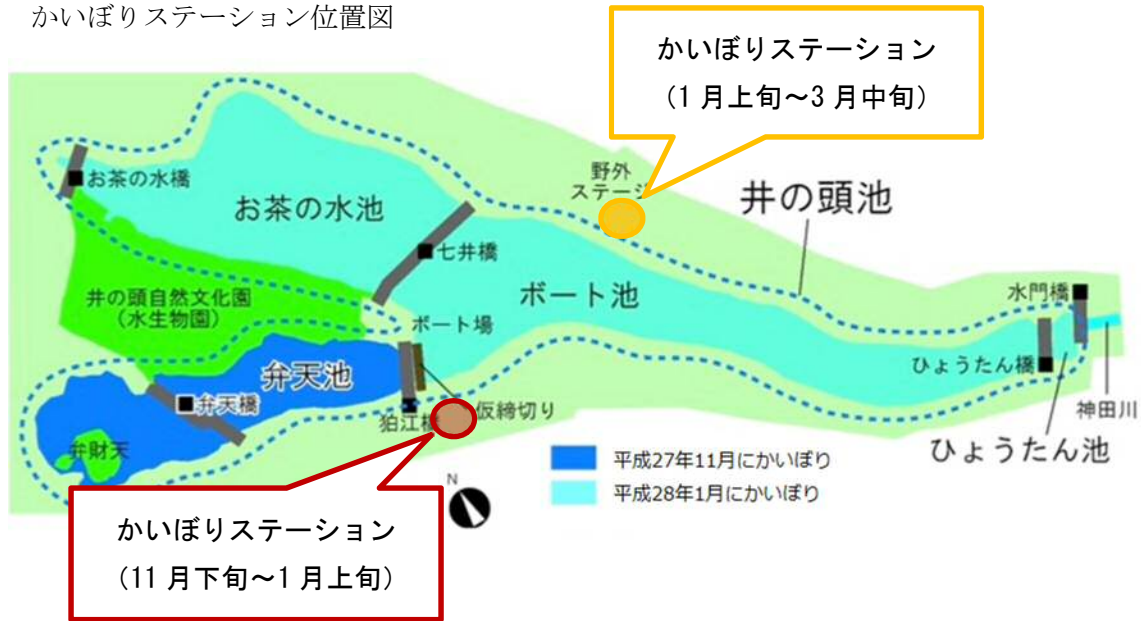 かいぼりステーション位置図
かいぼりステーション
（1月上旬～3月中旬）
野外
ステージ
井の頭池
お茶の水橋
お茶の水池
七井橋
ボート池
水門橋
井の頭自然文化園
（水生物園）
ボート場
弁天池
ひょうたん橋
弁天橋
狛江橋
仮締切り
神田川
弁財天
ひょうたん池
平成27年11月にかいぼり
平成28年1月にかいぼり
N
かいぼりステーション
（11月下旬～1月上旬）